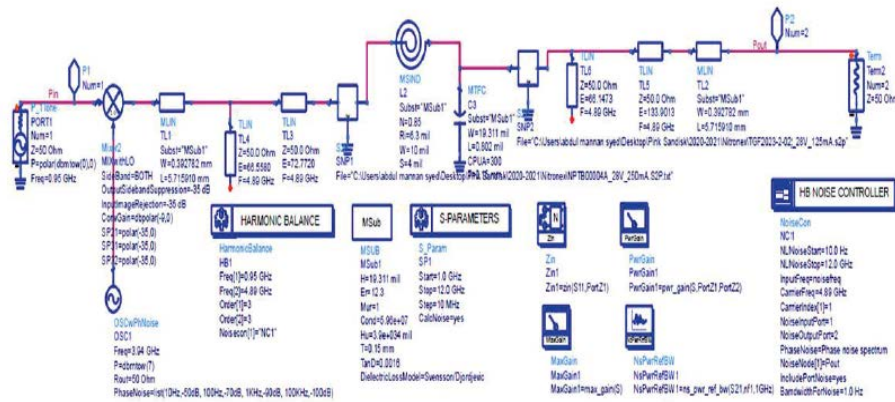 P1
Num=1
Pin
PORT1
Num=1
Z=50 Ohm
P=polar(dbmtow(0),0)
Freq=0.95 GHz
MixerWithLO
SideBand=BOTH
OutputSidebandSuppression=-35 dB
InputImageRejection=-35 dB
ConvGain=dbpolar(-9,0)
OSCwPhNoise
OSC1
Freq=3.94 GHz
P=dbmtow(7)
Rout=50 Ohm
PhaseNoise=list(10Hz,-50dB, 100Hz,-70dB, 1KHz,-90dB, 100KHz,-100dB)
MLIN
TL1
Subst="MSub1"
W=0.392782 mm
L=5.715910 mm
TLIN
TL4
Z=50.0 Ohm
E=66.5580
F=4.89 GHz
TLIN
TL3
Z=50.0 Ohm
E=72.7720
F=4.89 GHz
SNP1
MSIND
L2
Subst="MSub1"
N=0.85
Ri=6.3 mil
W=10 mil
S=4 mil
MTFC
C3
Subst="MSub1"
W=19.311 mil
L=0.802 mil
CPUA=300
SNP2
TLIN
TL6
Z=50.0 Ohm
E=66.1473
F=4.89 GHz
TLIN
TL5
Z=50.0 Ohm
E=133.9013
F=4.89 GHz
MLIN
TL2
Subst="MSub1"
W=0.392782 mm
L=5.715910 mm
Pout
P2
Num=2
Term
Term2
Num=2
HARMONIC BALANCE
HarmonicBalance
HB1
Freq[1]=0.95 GHz
Freq[2]=4.89 GHz
Order[1]=3
Order[2]=3
Noisecon[1]="NC1"
MSub
MSUB
MSub1
H=19.311 mil
Er=12.3
Mur=1
Cond=5.96e+07
Hu=3.9e+034 mil
T=0.15 mm
TanD=0.0016
DielectricLossModel=Svensson/Djordjevic
S-PARAMETERS
S_Param
SP1
Start=1.0 GHz
Stop=12.0 GHz
Step=10 MHz
CalcNoise=yes
Zin
Zin
Zin1
Zin1=zin(S11,PortZ1)
PwrGain
PwrGain
PwrGain1
PwrGain1=pwr_gain(S,PortZ1,PortZ2)
MaxGain
MaxGain
MaxGain1
MaxGain1=max_gain(S)
NsPwrRefBW
NsPwrRefBW
NsPwrRefBW1
NsPwrRefBW1=ns_pwr_ref_bw(S21,nf1,1GHz)
HB NOISE CONTROLLER
NoiseCon
NC1
NLNoiseStart=10.0 Hz
NLNoiseStop=12.0 GHz
InputFreq=noisefreq
CarrierFreq=4.89 GHz
CarrierIndex[1]=1
NoiseInputPort=1
NoiseOutputPort=2
PhaseNoise=Phase noise spectrum
NoiseNode[1]=Pout
IncludePortNoise=yes
BandwidthForNoise=1.0 Hz